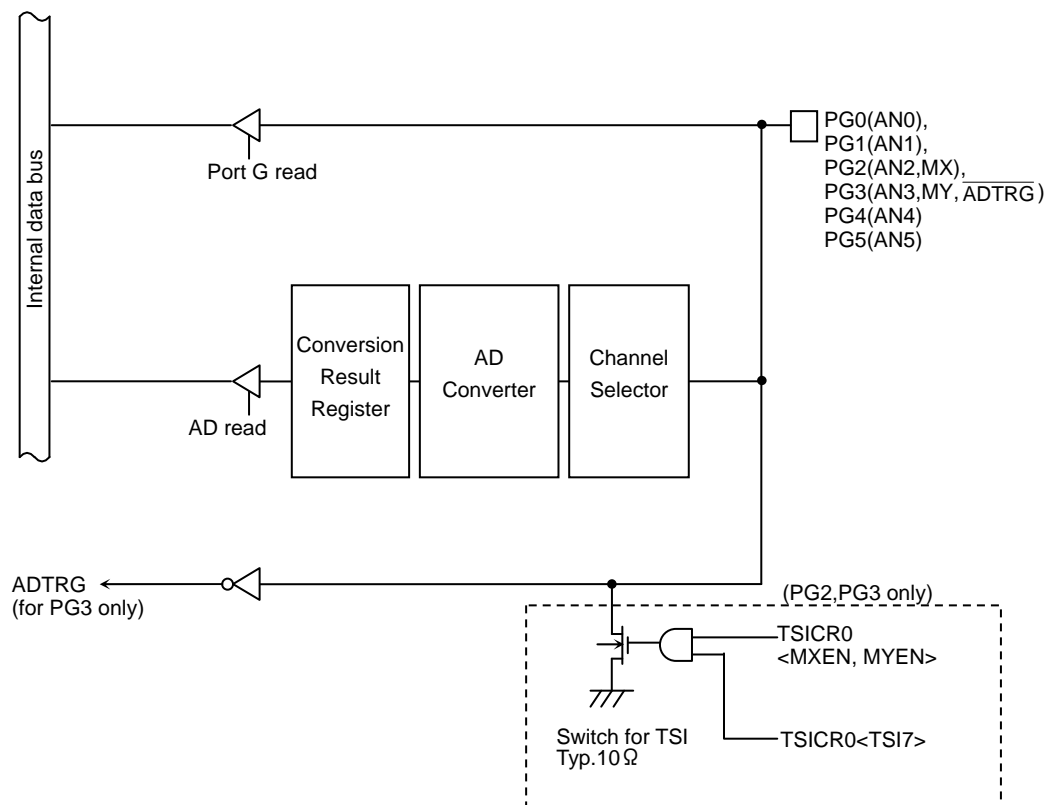 Internal data bus
Port G read
PG0(AN0),
PG1(AN1),
PG2(AN2,MX),
PG3(AN3,MY, ADTRG)
PG4(AN4)
PG5(AN5)
Conversion
Result
Register
AD
Converter
Channel
Selector
AD read
ADTRG
(for PG3 only)
(PG2,PG3 only)
TSICR0
<MXEN, MYEN>
Switch for TSI
Typ.10Ω
TSICR0<TSI7>